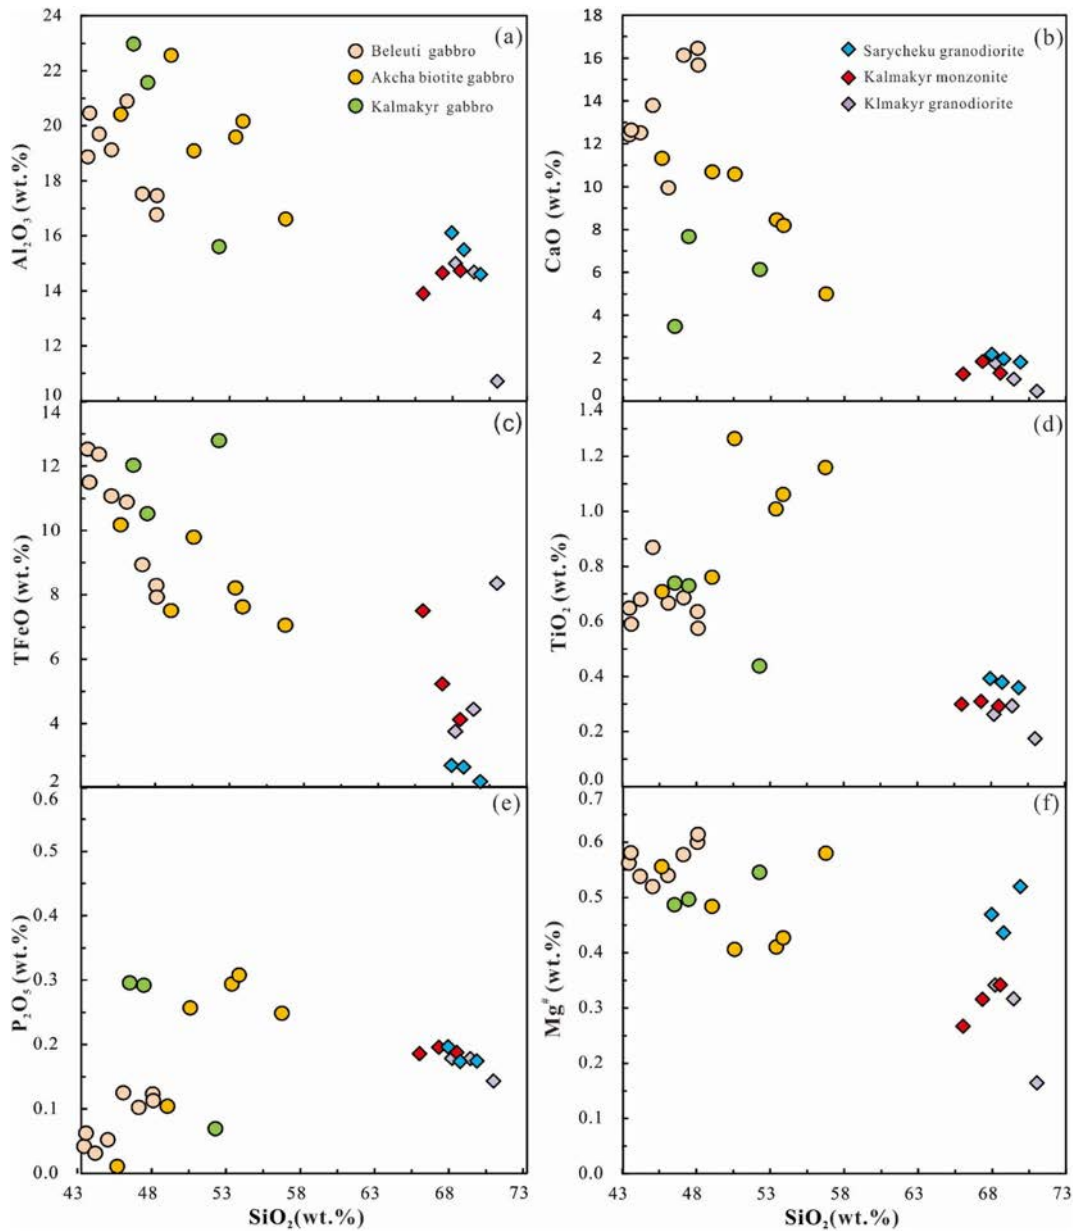 24
22
20
18
16
14
12
10
Al₂O₃ (wt.%)
(a)
Beleuti gabbro
Akcha biotite gabbro
Kalmakyr gabbro
18
16
14
12
10
8
6
4
2
0
CaO (wt.%)
(b)
Sarycheku granodiorite
Kalmakyr monzonite
Klmakyr granodiorite
14
12
10
8
6
4
2
TFeO (wt.%)
(c)
1.4
1.2
1.0
0.8
0.6
0.4
0.2
0.0
TiO₂ (wt.%)
(d)
0.6
0.5
0.4
0.3
0.2
0.1
0.0
P₂O₅ (wt.%)
(e)
43 48 53 58 63 68 73
SiO₂(wt.%)
0.7
0.6
0.5
0.4
0.3
0.2
0.1
0.0
Mg# (wt.%)
(f)
43 48 53 58 63 68 73
SiO₂(wt.%)